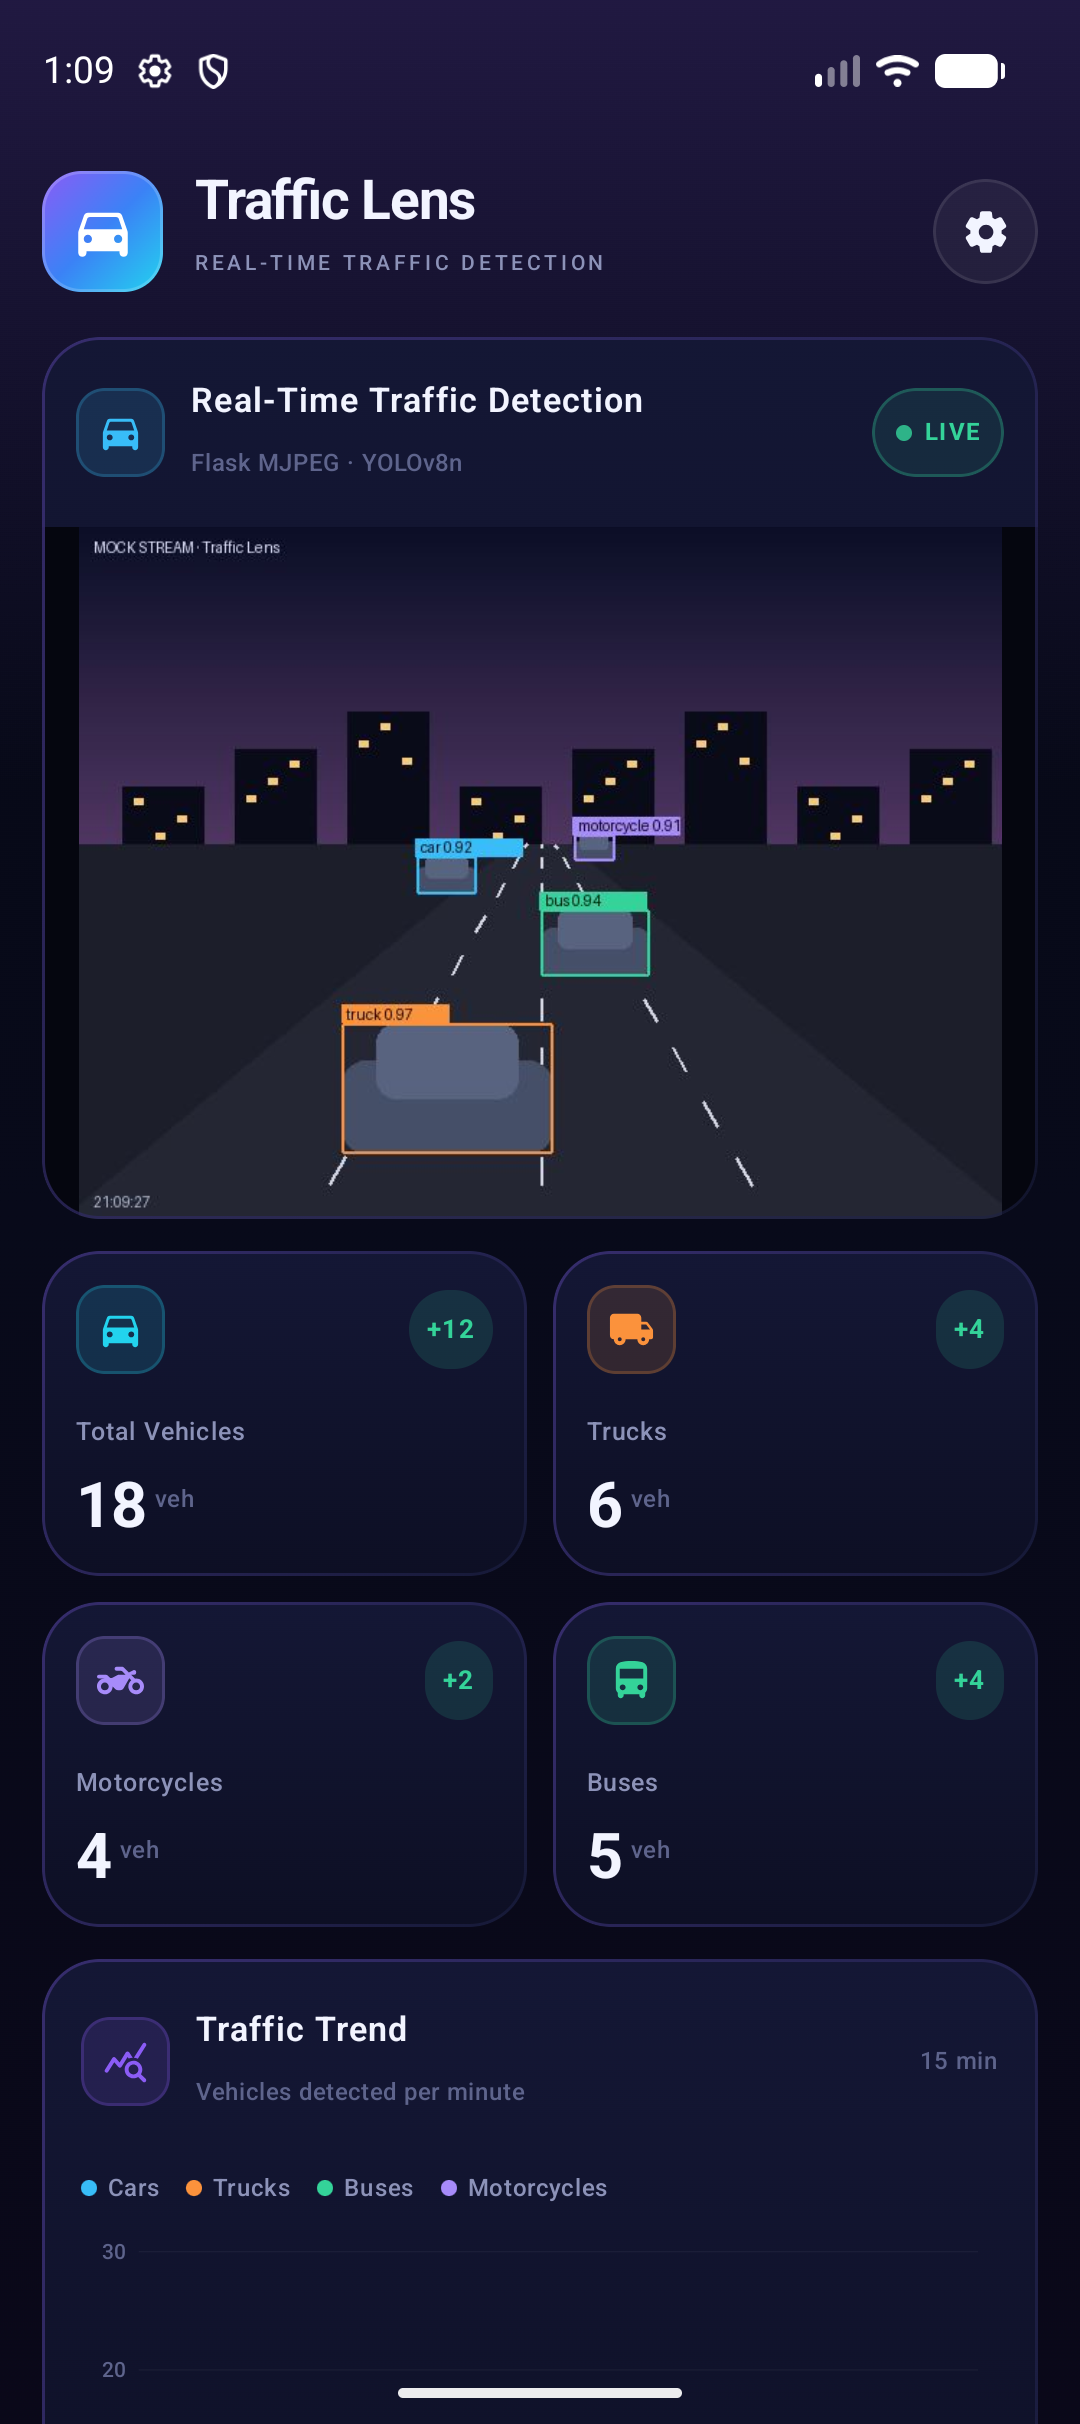 1:09
Traffic Lens
REAL-TIME TRAFFIC DETECTION
Real-Time Traffic Detection
Flask MJPEG · YOLOv8n
LIVE
MOCK STREAM · Traffic Lens
motorcycle 0.91
car 0.92
bus 0.94
truck 0.97
21:09:27
+12
Total Vehicles
18 veh
+4
Trucks
6 veh
+2
Motorcycles
4 veh
+4
Buses
5 veh
Traffic Trend
Vehicles detected per minute
15 min
Cars Trucks Buses Motorcycles
30
20